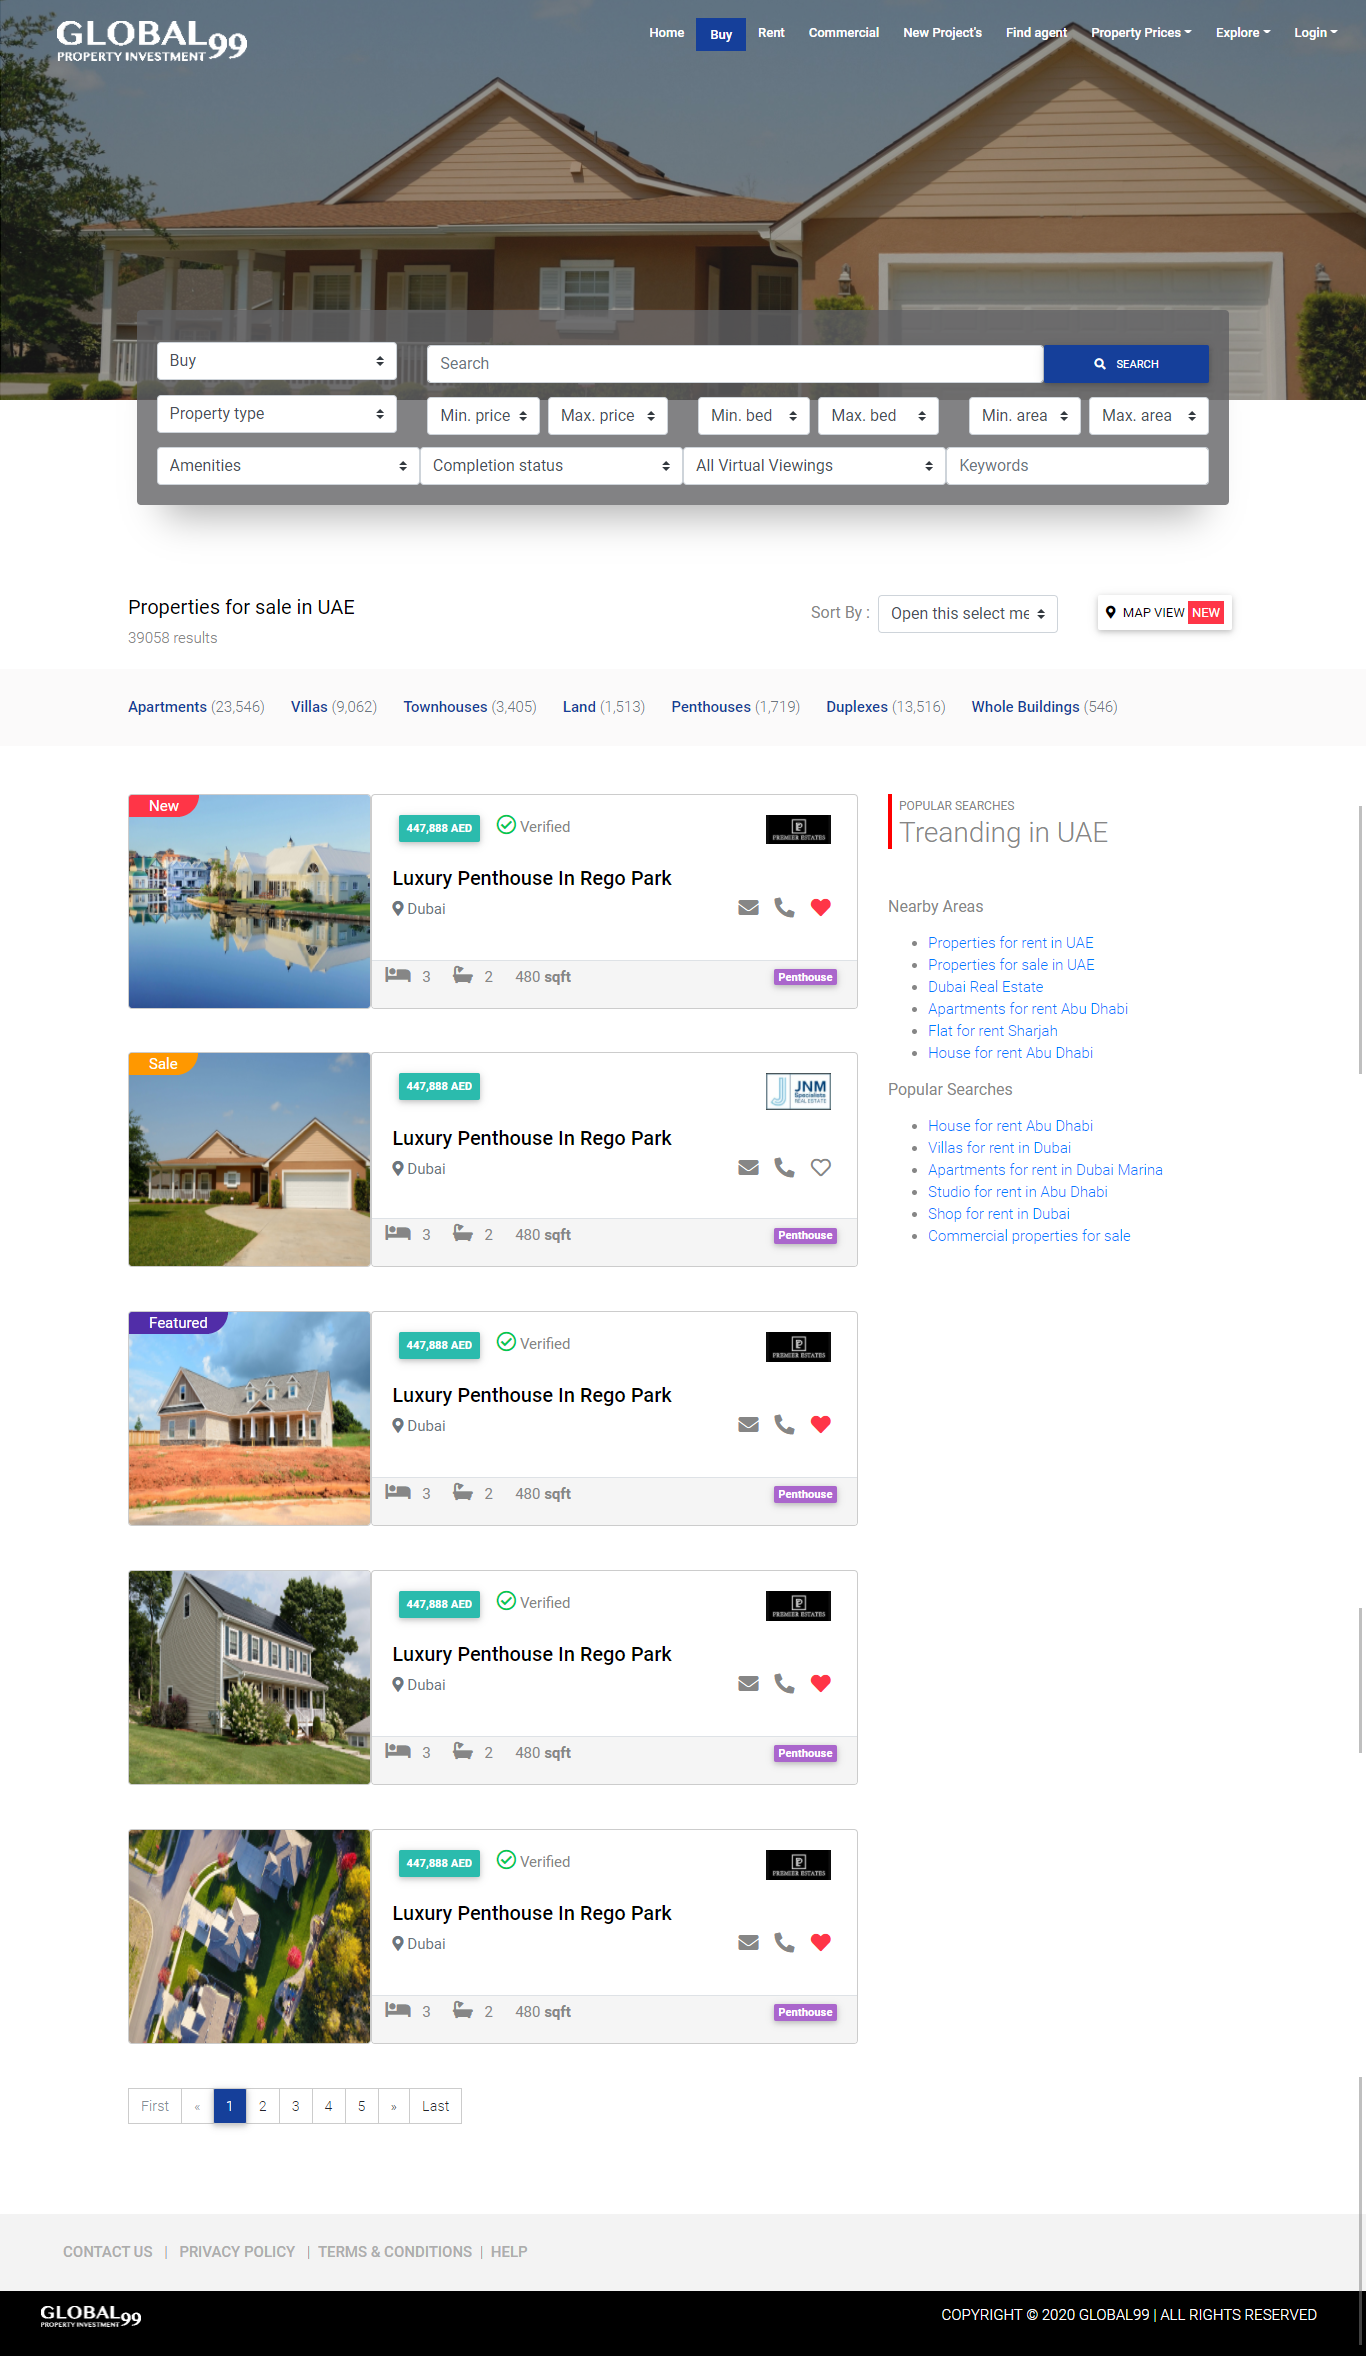 GLOBAL99
PROPERTY INVESTMENT
Home Buy Rent Commercial New Project's Find agent Property Prices Explore Login
Buy
Search
SEARCH
Property type
Min. price Max. price Min. bed Max. bed Min. area Max. area
Amenities Completion status All Virtual Viewings Keywords
Properties for sale in UAE
39058 results
Sort By : Open this select me
MAP VIEW NEW
Apartments (23,546) Villas (9,062) Townhouses (3,405) Land (1,513) Penthouses (1,719) Duplexes (13,516) Whole Buildings (546)
New
447,888 AED Verified
PREMIER ESTATES
Luxury Penthouse In Rego Park
Dubai
3 2 480 sqft Penthouse
Sale
447,888 AED
JNM
Specialists
REAL ESTATE
Luxury Penthouse In Rego Park
Dubai
3 2 480 sqft Penthouse
Featured
447,888 AED Verified
PREMIER ESTATES
Luxury Penthouse In Rego Park
Dubai
3 2 480 sqft Penthouse
447,888 AED Verified
PREMIER ESTATES
Luxury Penthouse In Rego Park
Dubai
3 2 480 sqft Penthouse
447,888 AED Verified
PREMIER ESTATES
Luxury Penthouse In Rego Park
Dubai
3 2 480 sqft Penthouse
First « 1 2 3 4 5 » Last
POPULAR SEARCHES
Treanding in UAE
Nearby Areas
Properties for rent in UAE
Properties for sale in UAE
Dubai Real Estate
Apartments for rent Abu Dhabi
Flat for rent Sharjah
House for rent Abu Dhabi
Popular Searches
House for rent Abu Dhabi
Villas for rent in Dubai
Apartments for rent in Dubai Marina
Studio for rent in Abu Dhabi
Shop for rent in Dubai
Commercial properties for sale
CONTACT US | PRIVACY POLICY | TERMS & CONDITIONS | HELP
GLOBAL99
PROPERTY INVESTMENT
COPYRIGHT © 2020 GLOBAL99 | ALL RIGHTS RESERVED